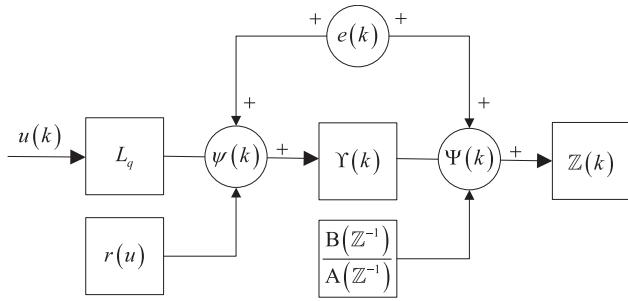 + e(k) +
+ +
u(k) L_q ψ(k) + Υ(k) Ψ(k) + ℤ(k)
r(u) B(ℤ⁻¹)
A(ℤ⁻¹)